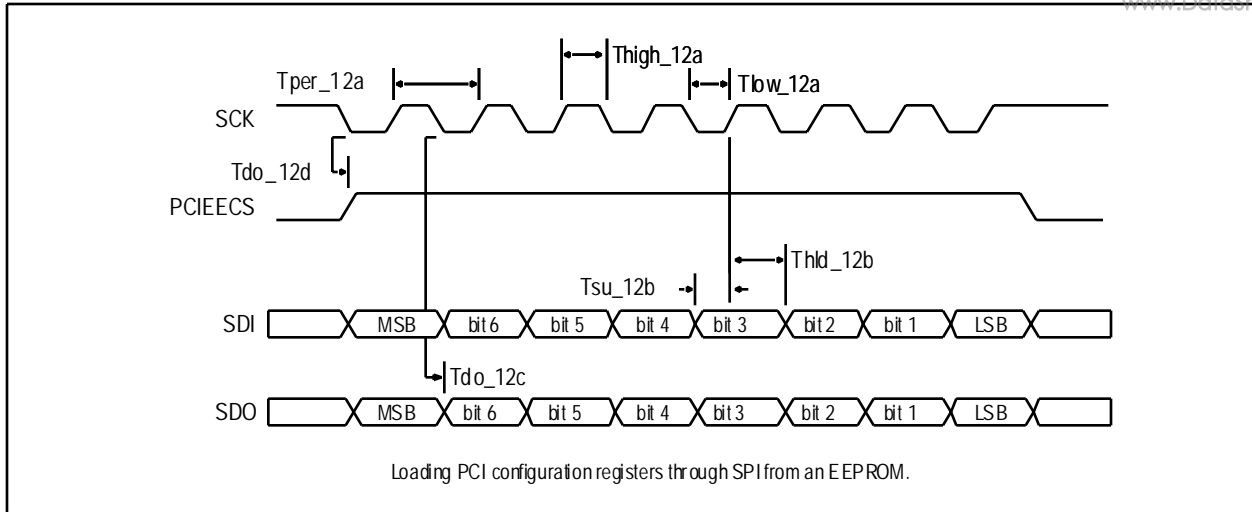 www.DataSh
Thigh_12a
Tper_12a
Tlow_12a
SCK
Tdo_12d
PCIEECS
Thld_12b
Tsu_12b
SDI MSB bit 6 bit 5 bit 4 bit 3 bit 2 bit 1 LSB
Tdo_12c
SDO MSB bit 6 bit 5 bit 4 bit 3 bit 2 bit 1 LSB
Loading PCI configuration registers through SPI from an EEPROM.